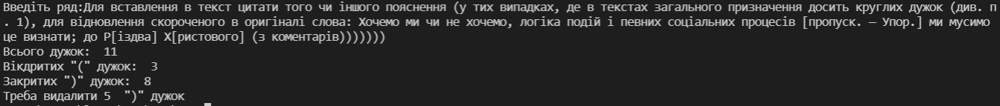 Введіть ряд:Для вставлення в текст цитати того чи іншого пояснення (у тих випадках, де в текстах загального призначення досить круглих дужок (див. п
. 1), для відновлення скороченого в оригіналі слова: Хочемо ми чи не хочемо, логіка подій і певних соціальних процесів [пропуск. — Упор.] ми мусимо
це визнати; до Р[іздва] Х[ристового] (з коментарів)))))))
Всього дужок:  11
Вікдритих "(" дужок:  3
Закритих ")" дужок:  8
Треба видалити 5  ")" дужок